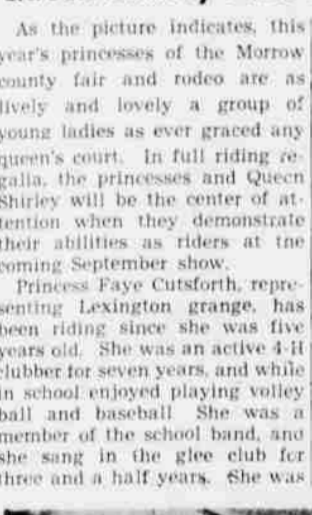 As the picture indicates, this
year's princesses of the Morrow
county fair and rodeo are as
lively and lovely a group of
young ladies as ever graced any
queen's court. In full riding re-
galia, the princesses and Queen
Shirley will be the center of at-
tention when they demonstrate
their abilities as riders at tne
coming September show.
Princess Faye Cutsforth, repre-
senting Lexington grange, has
been riding since she was five
years old. She was an active 4-H
clubber for seven years, and while
in school enjoyed playing volley
ball and baseball She was a
member of the school band, and
she sang in the glee club for
three and a half years. She was